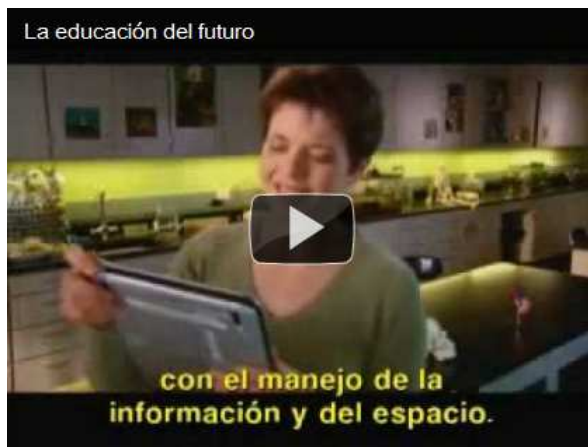 La educación del futuro
con el manejo de la
información y del espacio.